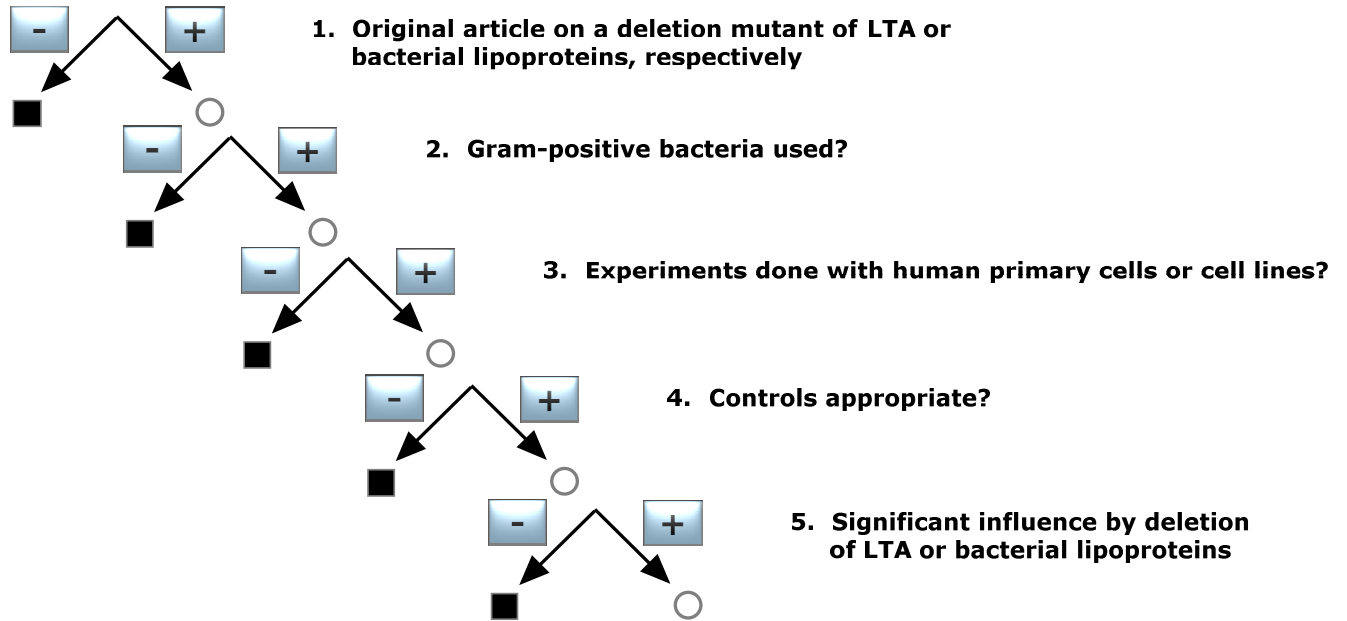 - +
1. Original article on a deletion mutant of LTA or
bacterial lipoproteins, respectively
- +
2. Gram-positive bacteria used?
- +
3. Experiments done with human primary cells or cell lines?
- +
4. Controls appropriate?
- +
5. Significant influence by deletion
of LTA or bacterial lipoproteins